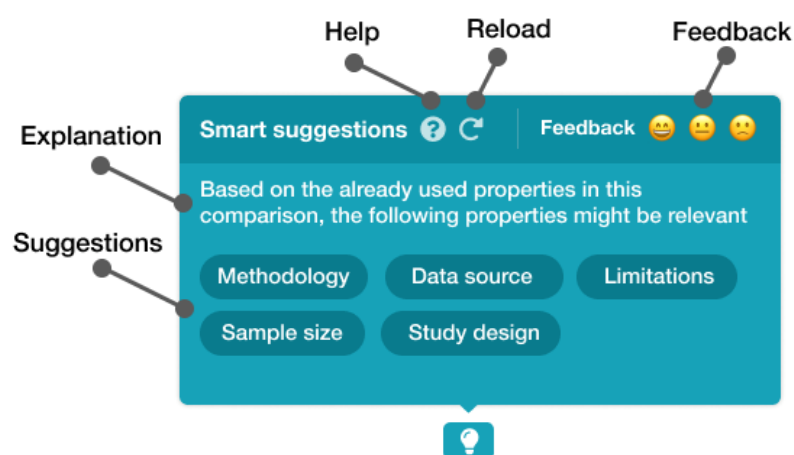 Help
Reload
Feedback
Explanation
Smart suggestions ?
Feedback
Based on the already used properties in this
comparison, the following properties might be relevant
Suggestions
Methodology
Data source
Limitations
Sample size
Study design